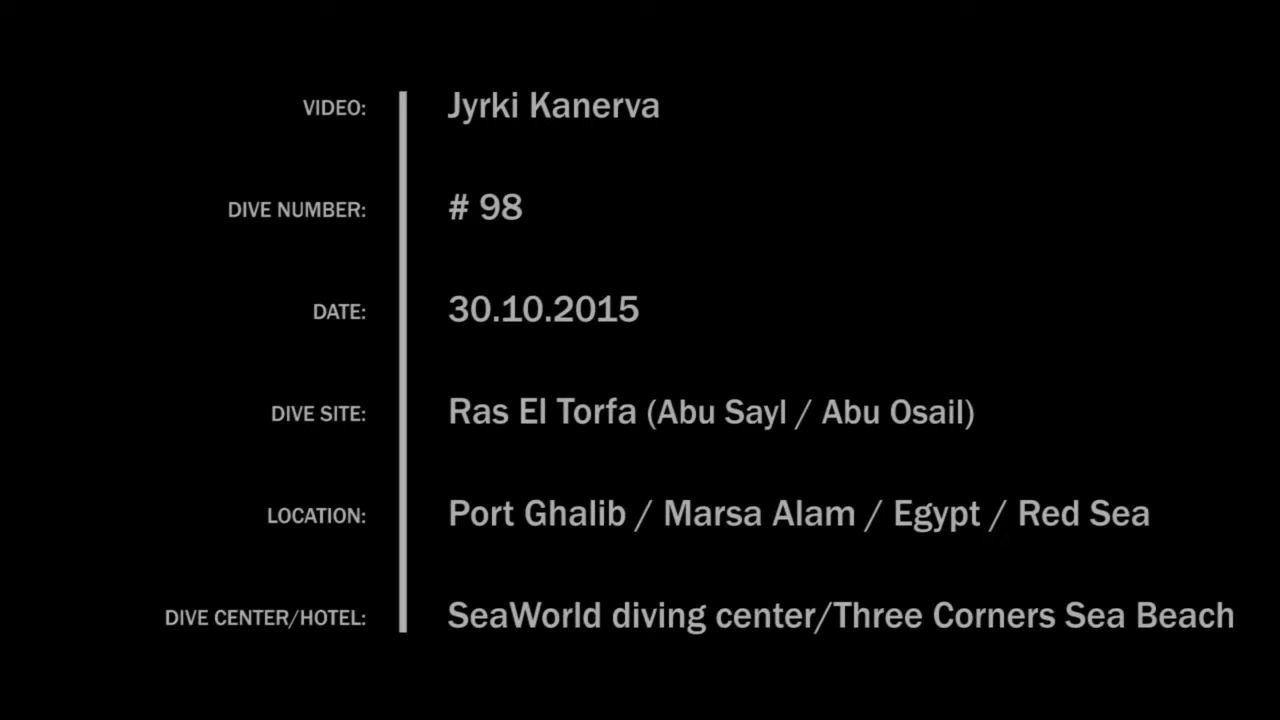 VIDEO: Jyrki Kanerva
DIVE NUMBER: # 98
DATE: 30.10.2015
DIVE SITE: Ras El Torfa (Abu Sayl / Abu Osail)
LOCATION: Port Ghalib / Marsa Alam / Egypt / Red Sea
DIVE CENTER/HOTEL: SeaWorld diving center/Three Corners Sea Beach